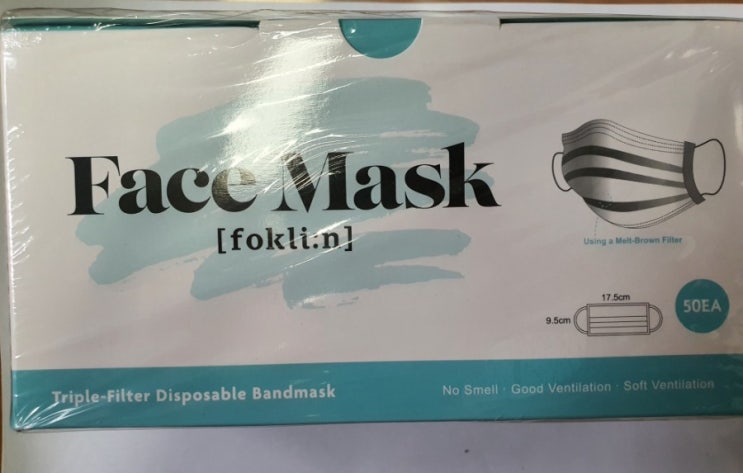 Face Mask
[fokli:n]
Using a Melt-Brown Filter
17.5cm
9.5cm
50EA
Triple-Filter Disposable Bandmask
No Smell · Good Ventilation · Soft Ventilation